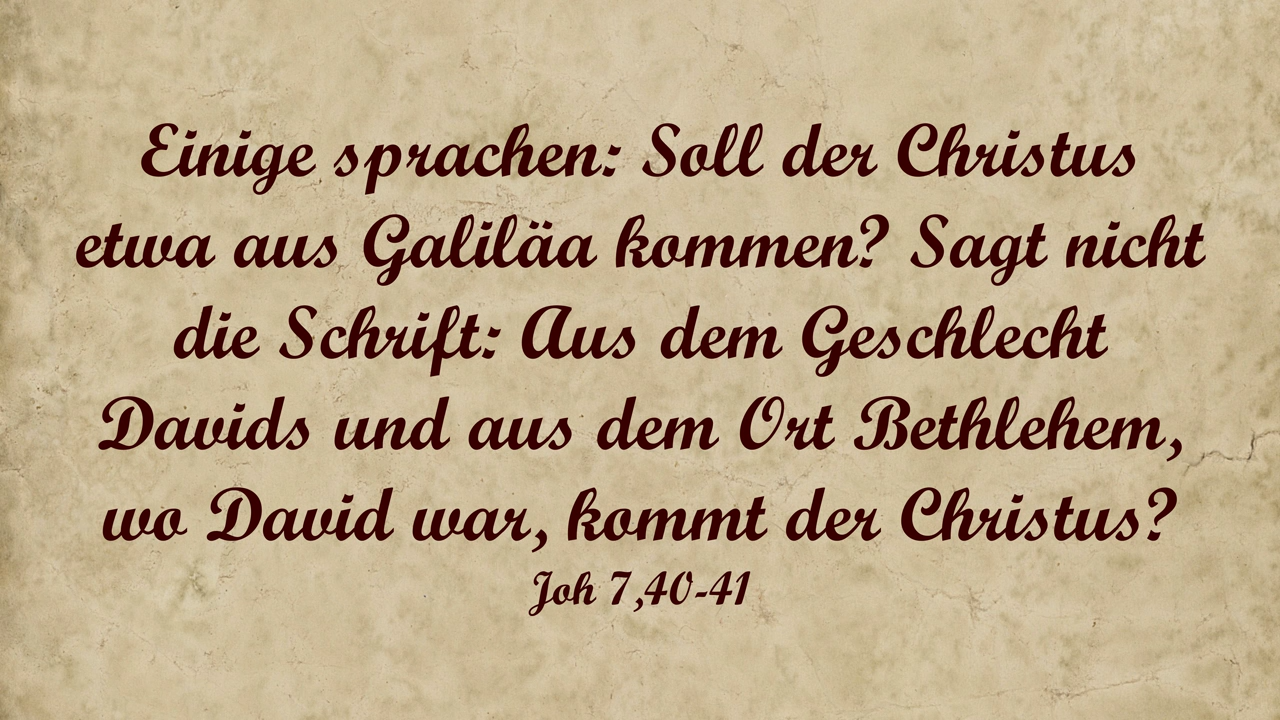 Einige sprachen: Soll der Christus
etwa aus Galiläa kommen? Sagt nicht
die Schrift: Aus dem Geschlecht
Davids und aus dem Ort Bethlehem,
wo David war, kommt der Christus?
Joh 7,40-41